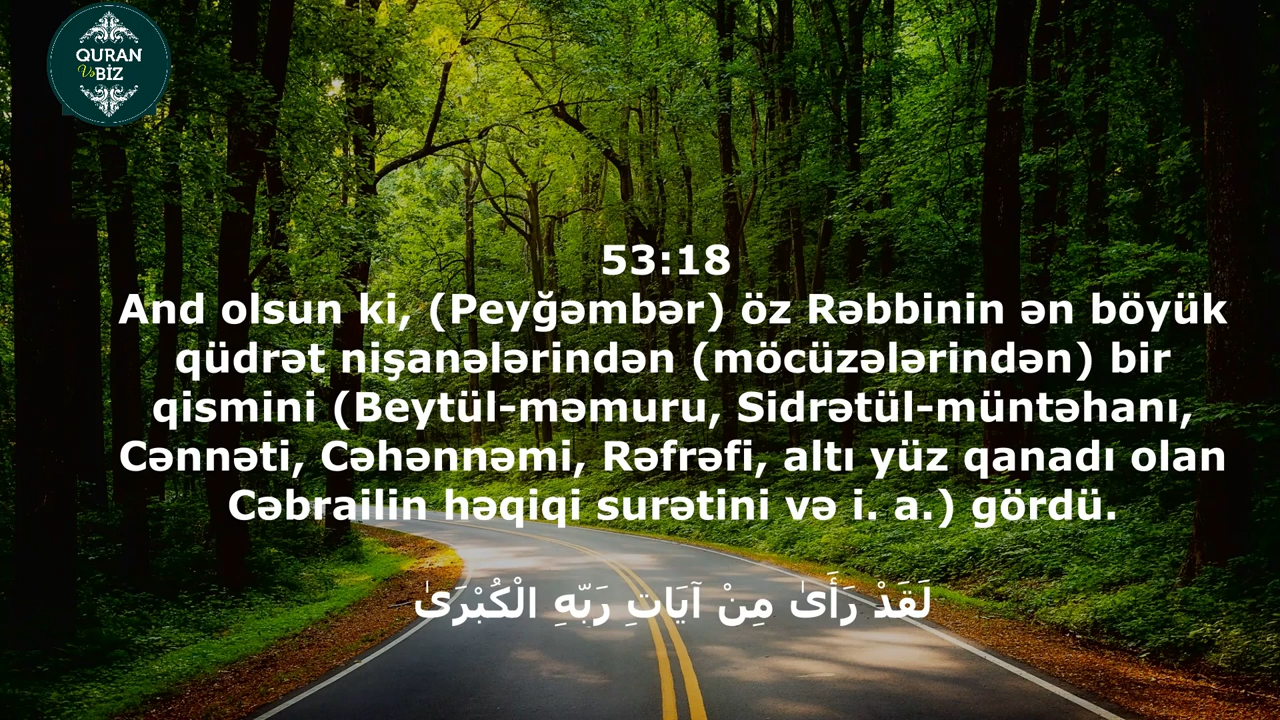 QURAN
Və BİZ
53:18
And olsun ki, (Peyğəmbər) öz Rəbbinin ən böyük
qüdrət nişanələrindən (möcüzələrindən) bir
qismini (Beytül-məmuru, Sidrətül-müntəhanı,
Cənnəti, Cəhənnəmi, Rəfrəfi, altı yüz qanadı olan
Cəbrailin həqiqi surətini və i. a.) gördü.
لَقَدْ رَأَىٰ مِنْ آيَاتِ رَبِّهِ الْكُبْرَىٰ